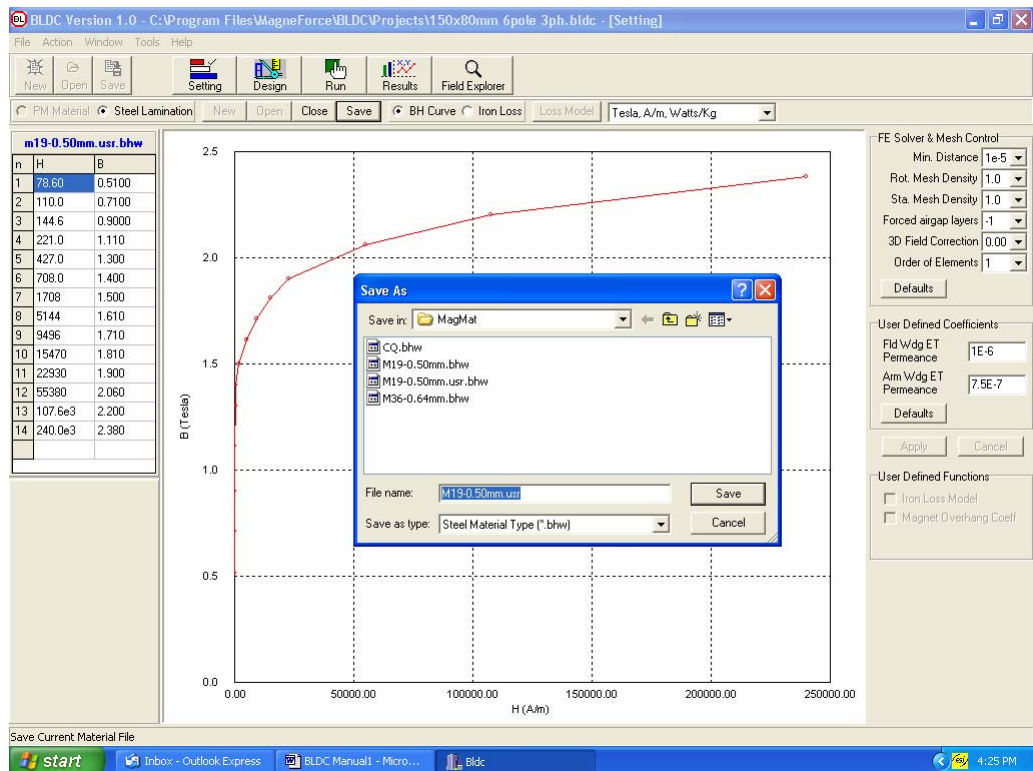 BLDC Version 1.0 - C:\Program Files\MagneForce\BLDC\Projects\150x80mm 6pole 3ph.bldc - [Setting]
File Action Window Tools Help
New Open Save Setting Design Run Results Field Explorer
PM Material Steel Lamination New Open Close Save BH Curve Iron Loss Loss Model Tesla, A/m, Watts/Kg
m19-0.50mm.usr.bhw
n H B
1 78.60 0.5100
2 110.0 0.7100
3 144.6 0.9000
4 221.0 1.110
5 427.0 1.300
6 708.0 1.400
7 1708 1.500
8 5144 1.610
9 9496 1.710
10 15470 1.810
11 22930 1.900
12 55380 2.060
13 107.6e3 2.200
14 240.0e3 2.380
2.5
2.0
1.5
1.0
0.5
0.0
B (Tesla)
0.00 50000.00 100000.00 150000.00 200000.00 250000.00
H (A/m)
Save As
Save in: MagMat
CQ.bhw
M19-0.50mm.bhw
M19-0.50mm.usr.bhw
M36-0.64mm.bhw
File name: M19-0.50mm.usr Save
Save as type: Steel Material Type (*.bhw) Cancel
FE Solver & Mesh Control
Min. Distance 1e-5
Rot. Mesh Density 1.0
Sta. Mesh Density 1.0
Forced airgap layers -1
3D Field Correction 0.00
Order of Elements 1
Defaults
User Defined Coefficients
Fld Wdg ET
Permeance 1E-6
Arm Wdg ET
Permeance 7.5E-7
Defaults
Apply Cancel
User Defined Functions
Iron Loss Model
Magnet Overhang Coeff
Save Current Material File
start Inbox - Outlook Express BLDC Manual1 - Micro... Bldc 4:25 PM